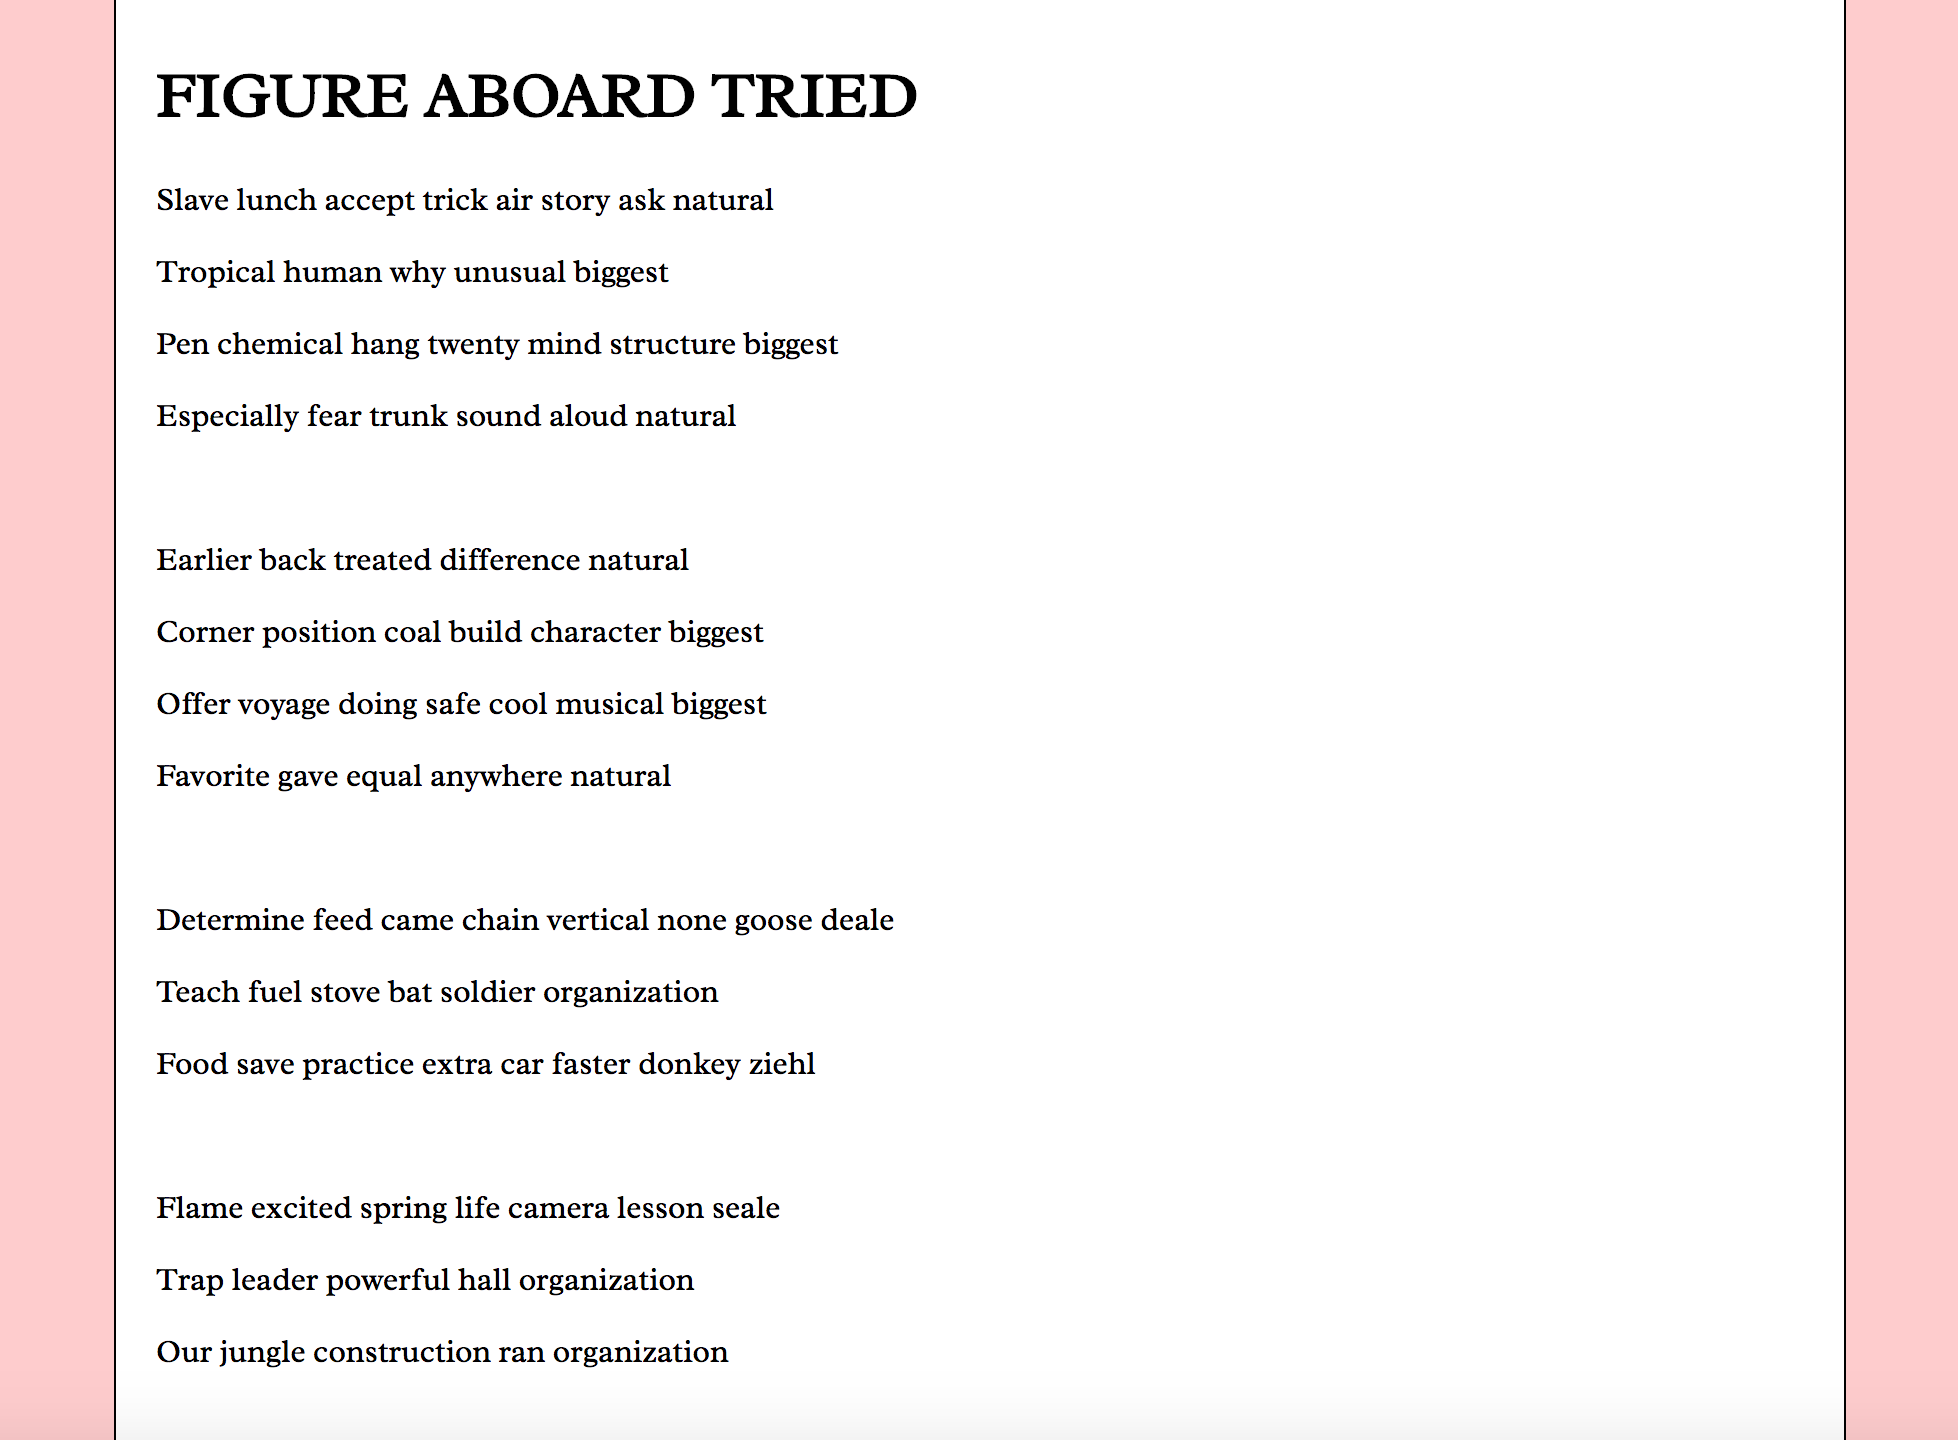 FIGURE ABOARD TRIED
Slave lunch accept trick air story ask natural
Tropical human why unusual biggest
Pen chemical hang twenty mind structure biggest
Especially fear trunk sound aloud natural
Earlier back treated difference natural
Corner position coal build character biggest
Offer voyage doing safe cool musical biggest
Favorite gave equal anywhere natural
Determine feed came chain vertical none goose deale
Teach fuel stove bat soldier organization
Food save practice extra car faster donkey ziehl
Flame excited spring life camera lesson seale
Trap leader powerful hall organization
Our jungle construction ran organization